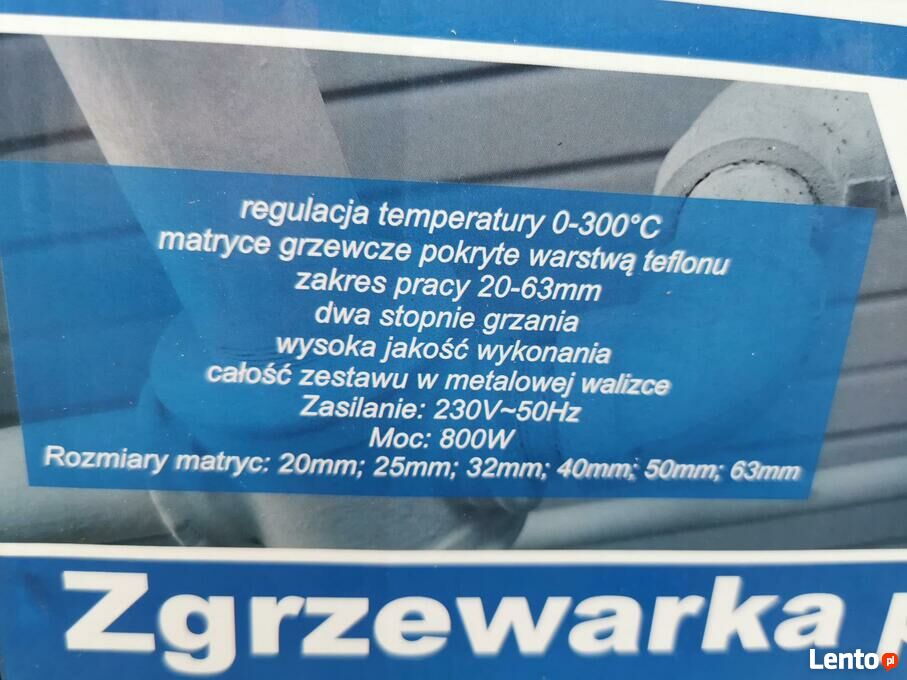 regulacja temperatury 0-300°C
matryce grzewcze pokryte warstwą teflonu
zakres pracy 20-63mm
dwa stopnie grzania
wysoka jakość wykonania
całość zestawu w metalowej walizce
Zasilanie: 230V~50Hz
Moc: 800W
Rozmiary matryc: 20mm; 25mm; 32mm; 40mm; 50mm; 63mm
Zgrzewarka
Lento.pl